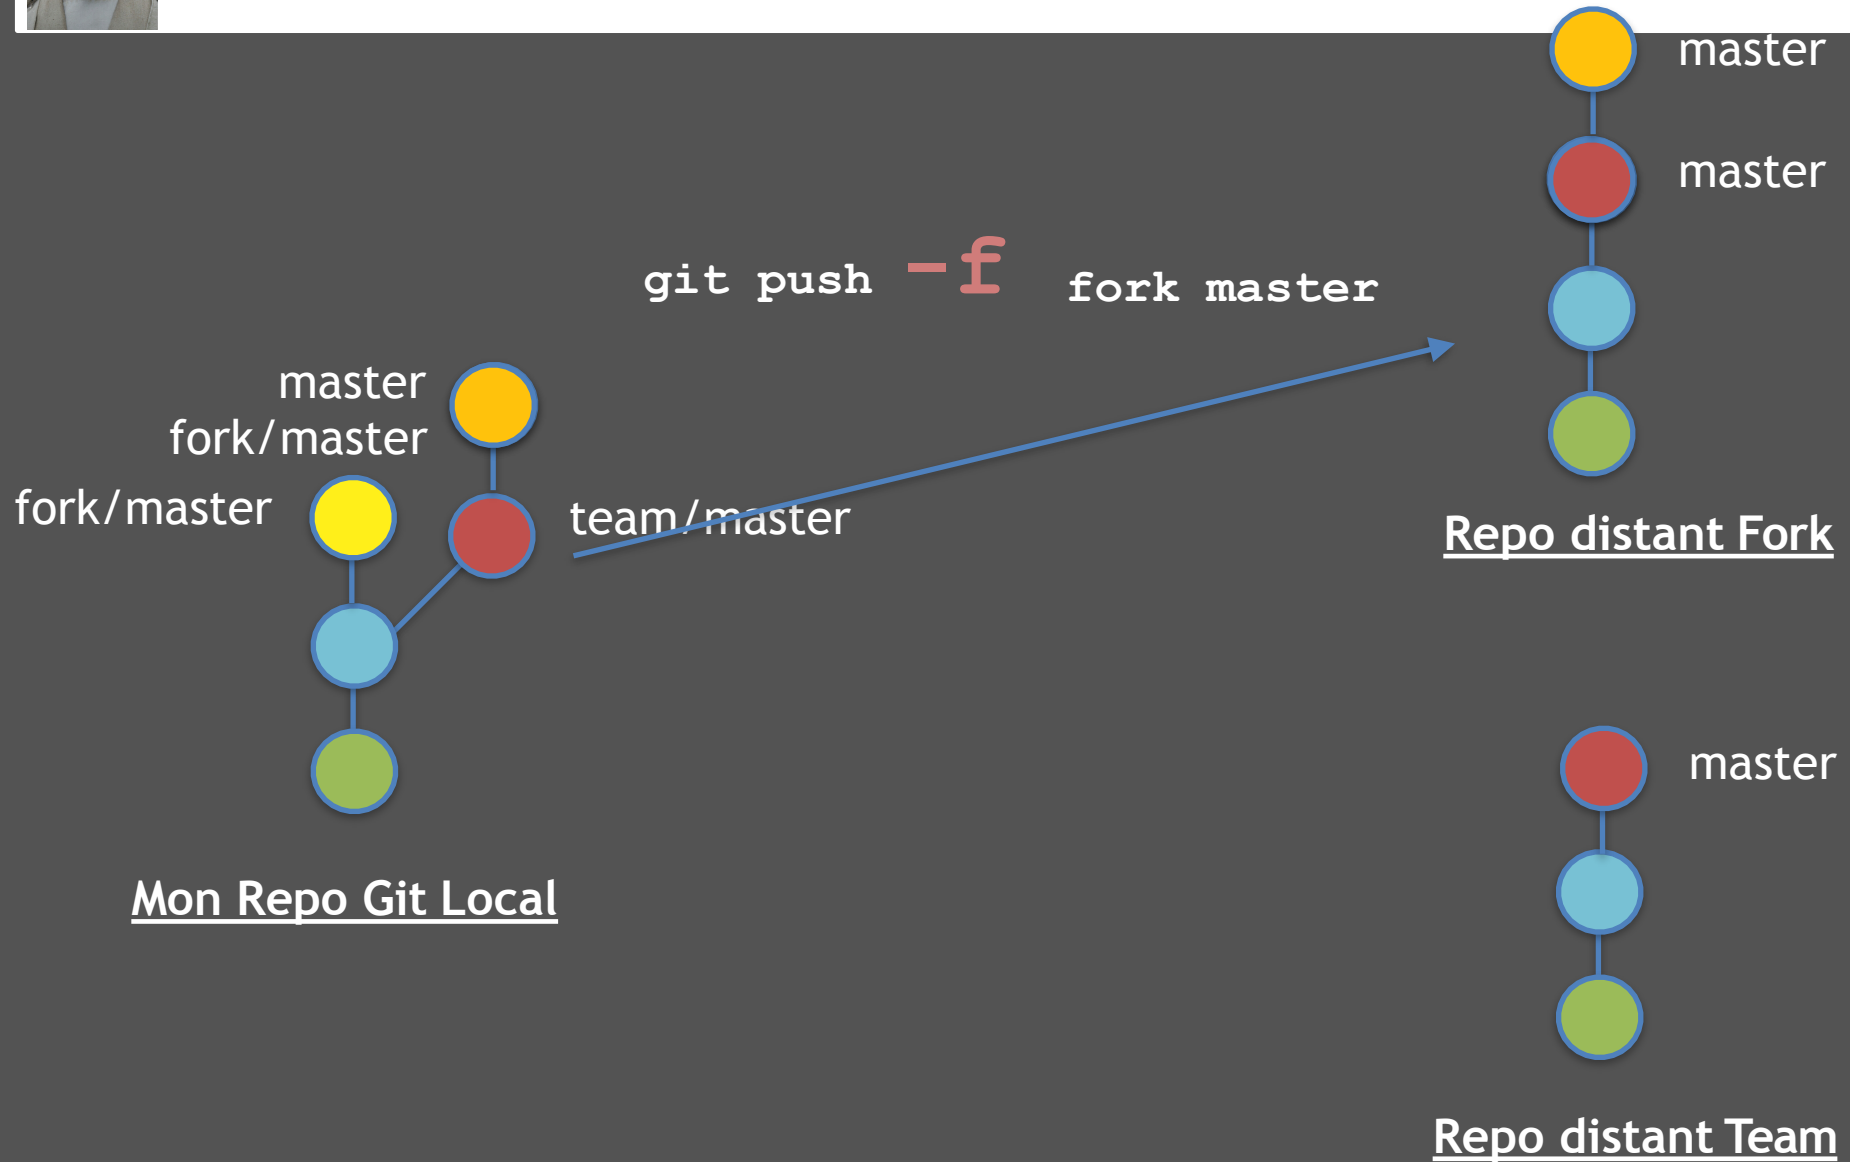 master
master
git push -f fork master
master
fork/master
fork/master
team/master
Repo distant Fork
master
Mon Repo Git Local
Repo distant Team